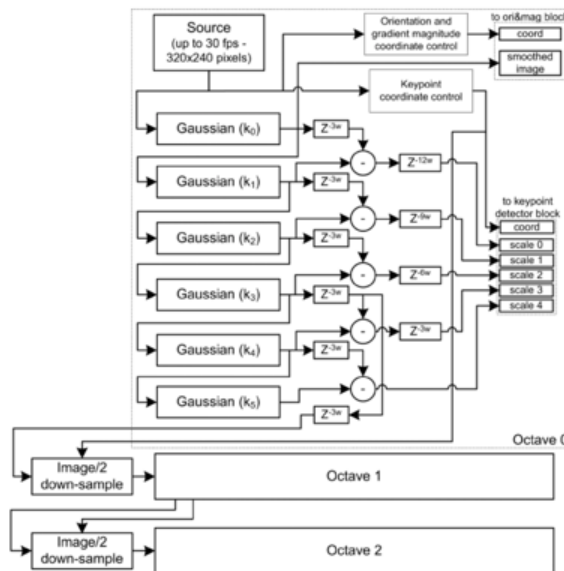 Source
(up to 30 fps -
320x240 pixels)
Orientation and
gradient magnitude
coordinate control
to ori&mag block
coord
smoothed
image
Keypoint
coordinate control
Gaussian (k₀)
Z⁻³ʷ
-
Z⁻¹²ʷ
Gaussian (k₁)
Z⁻³ʷ
-
Z⁻⁹ʷ
Gaussian (k₂)
Z⁻³ʷ
-
Z⁻⁶ʷ
Gaussian (k₃)
Z⁻³ʷ
-
Z⁻³ʷ
Gaussian (k₄)
Z⁻³ʷ
-
Gaussian (k₅)
Z⁻³ʷ
to keypoint
detector block
coord
scale 0
scale 1
scale 2
scale 3
scale 4
Octave 0
Image/2
down-sample
Octave 1
Image/2
down-sample
Octave 2